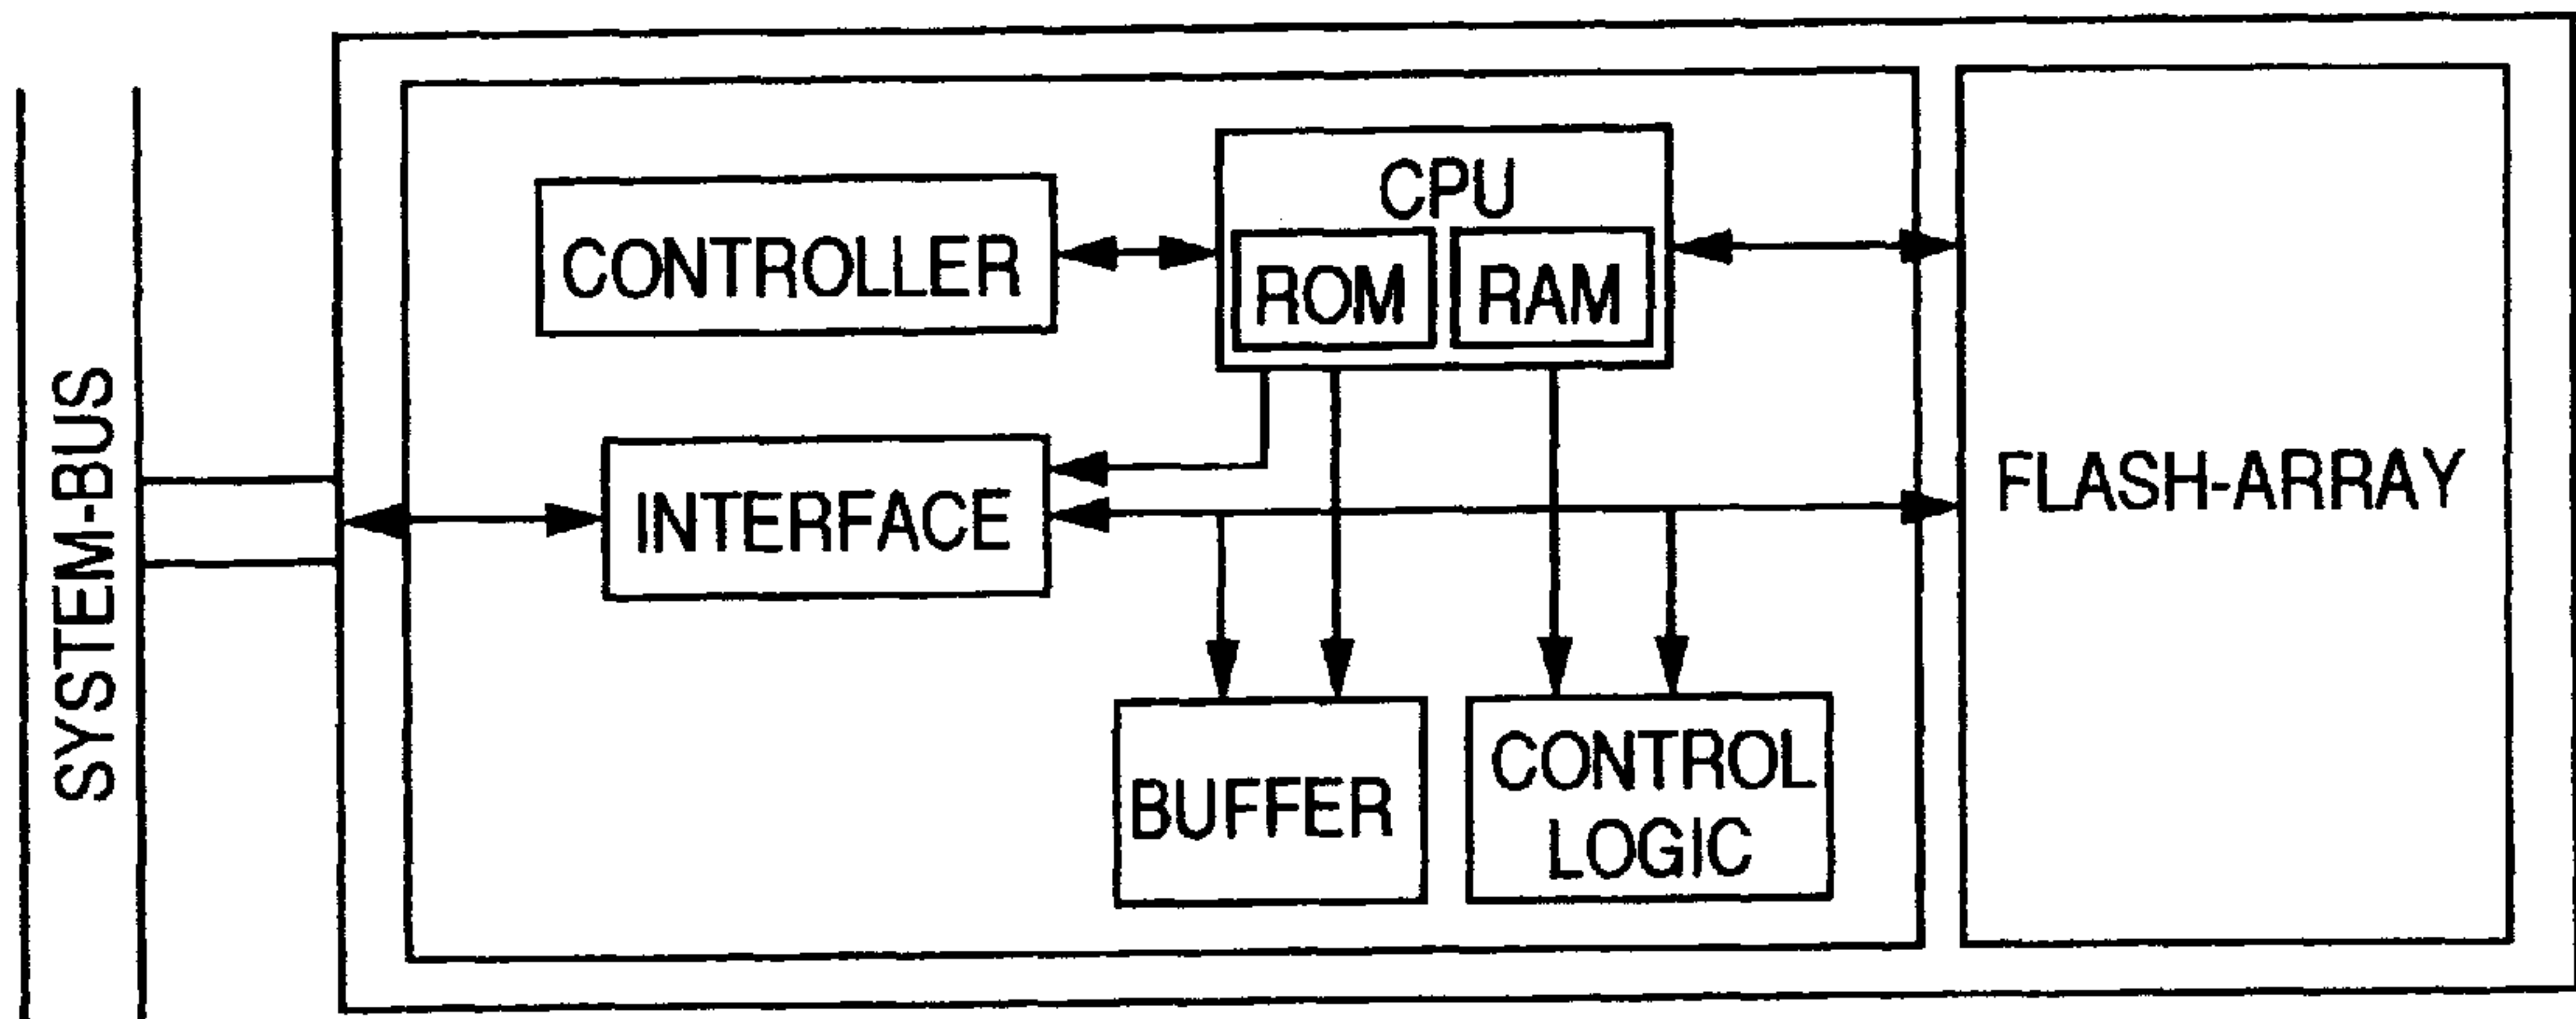 SYSTEM-BUS
CONTROLLER
CPU
ROM
RAM
INTERFACE
BUFFER
CONTROL
LOGIC
FLASH-ARRAY